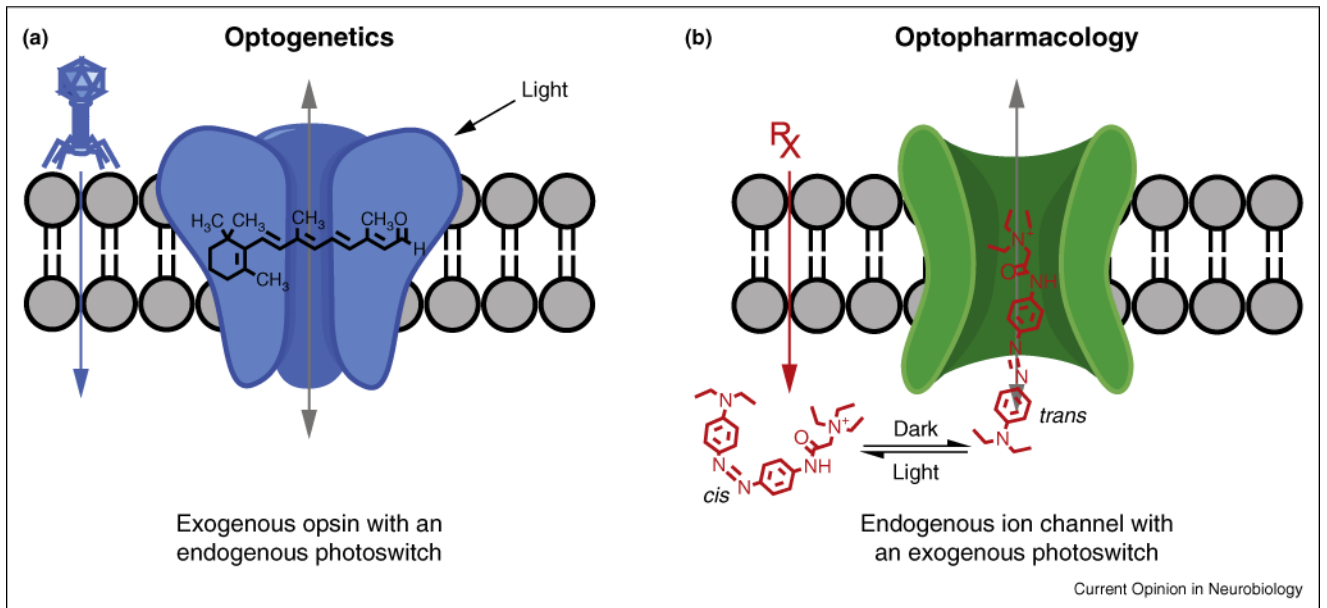 (a)
Optogenetics
Light
H₃C
CH₃
CH₃
CH₃
O
H
CH₃
Exogenous opsin with an
endogenous photoswitch
(b)
Optopharmacology
Rx
N⁺
O
NH
N
N
N
trans
N
N⁺
O
NH
N
N
cis
Dark
Light
Endogenous ion channel with
an exogenous photoswitch
Current Opinion in Neurobiology